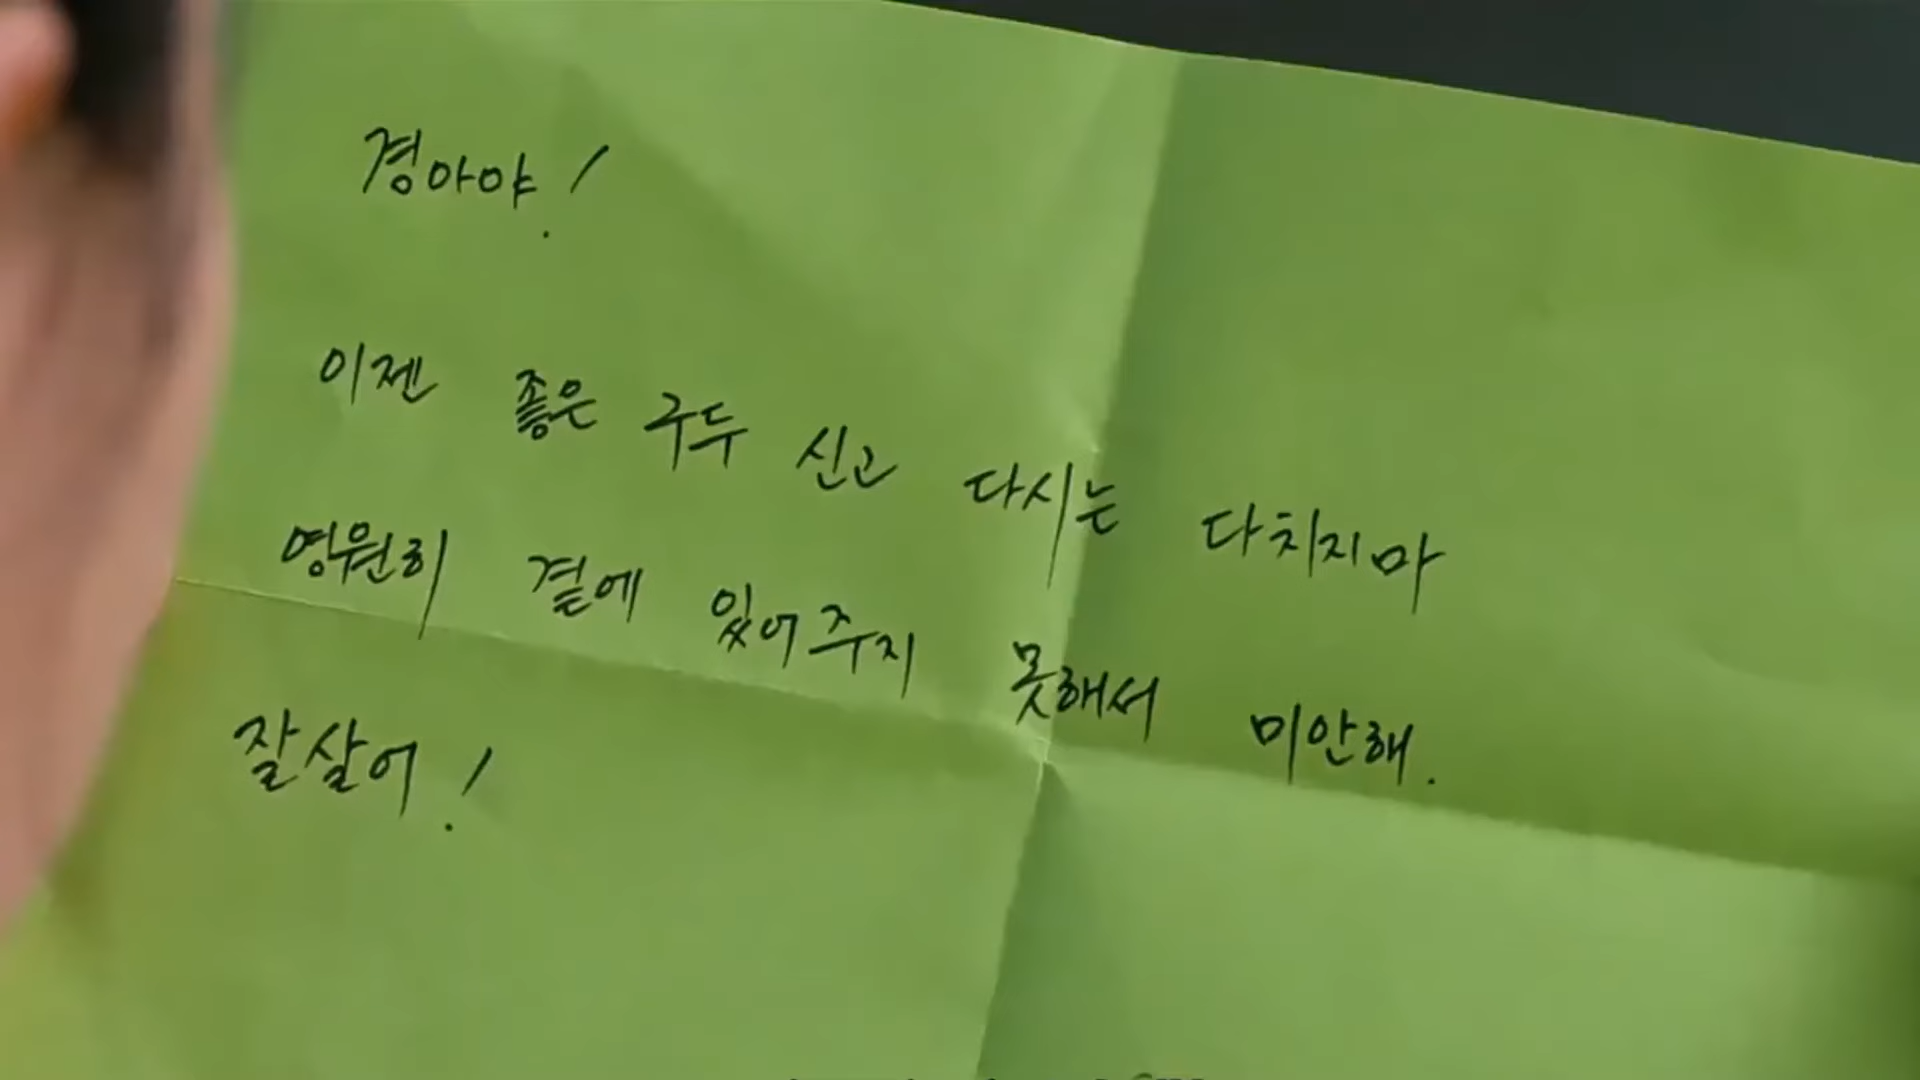 경아야!
이젠 좋은 구두 신고 다시는 다치지마
영원히 곁에 있어주지 못해서 미안해.
잘살어!